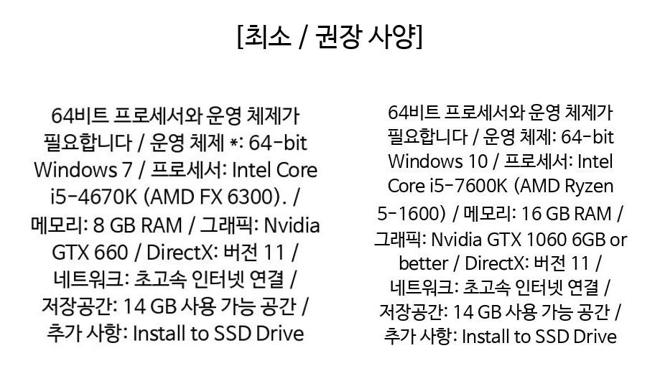 [최소 / 권장 사양]
64비트 프로세서와 운영 체제가
필요합니다 / 운영 체제 *: 64-bit
Windows 7 / 프로세서: Intel Core
i5-4670K (AMD FX 6300). /
메모리: 8 GB RAM / 그래픽: Nvidia
GTX 660 / DirectX: 버전 11 /
네트워크: 초고속 인터넷 연결 /
저장공간: 14 GB 사용 가능 공간 /
추가 사항: Install to SSD Drive
64비트 프로세서와 운영 체제가
필요합니다 / 운영 체제: 64-bit
Windows 10 / 프로세서: Intel
Core i5-7600K (AMD Ryzen
5-1600) / 메모리: 16 GB RAM /
그래픽: Nvidia GTX 1060 6GB or
better / DirectX: 버전 11 /
네트워크: 초고속 인터넷 연결 /
저장공간: 14 GB 사용 가능 공간 /
추가 사항: Install to SSD Drive